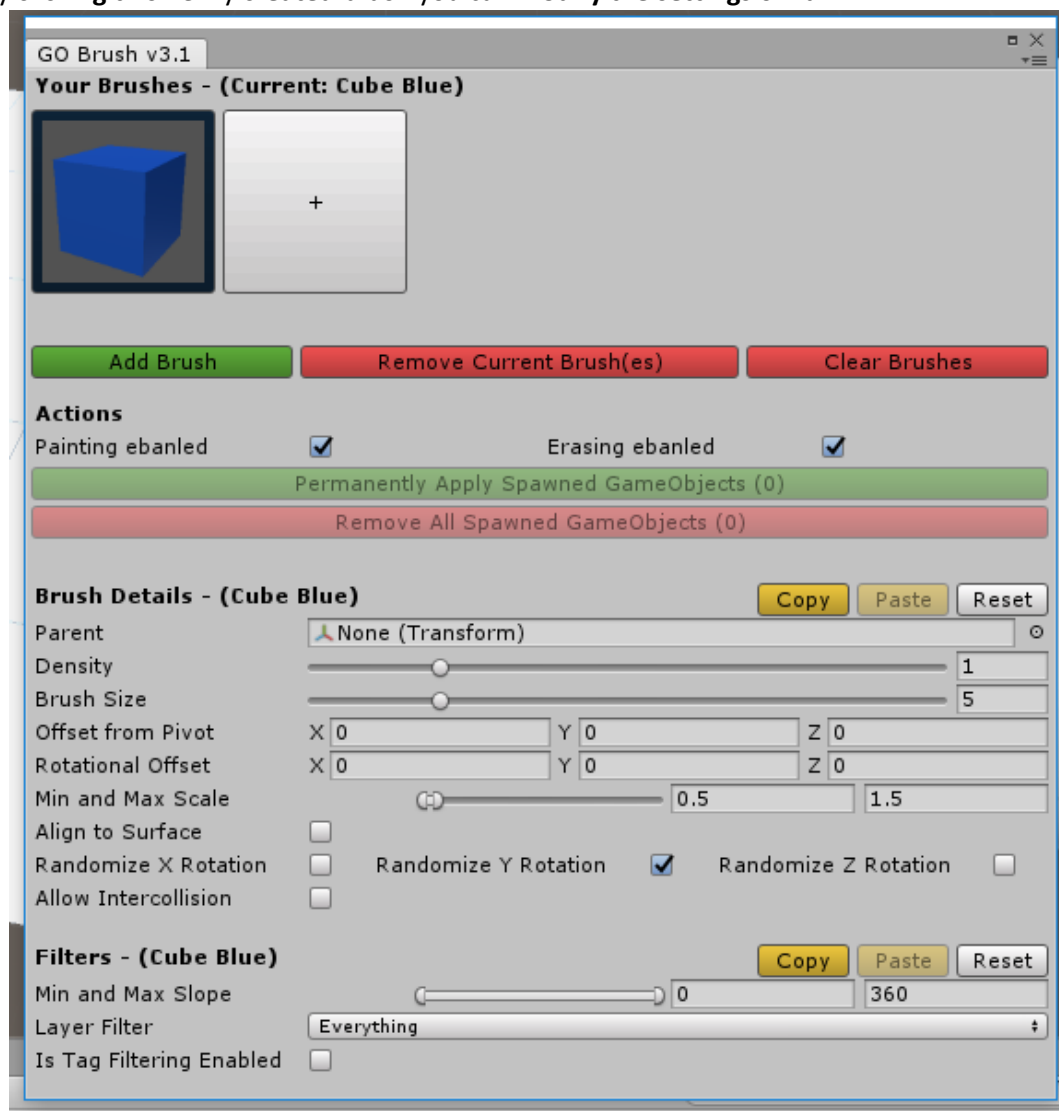 GO Brush v3.1
Your Brushes - (Current: Cube Blue)
+
Add Brush Remove Current Brush(es) Clear Brushes
Actions
Painting ebanled Erasing ebanled
Permanently Apply Spawned GameObjects (0)
Remove All Spawned GameObjects (0)
Brush Details - (Cube Blue) Copy Paste Reset
Parent None (Transform)
Density 1
Brush Size 5
Offset from Pivot X 0 Y 0 Z 0
Rotational Offset X 0 Y 0 Z 0
Min and Max Scale 0.5 1.5
Align to Surface
Randomize X Rotation Randomize Y Rotation Randomize Z Rotation
Allow Intercollision
Filters - (Cube Blue) Copy Paste Reset
Min and Max Slope 0 360
Layer Filter Everything
Is Tag Filtering Enabled